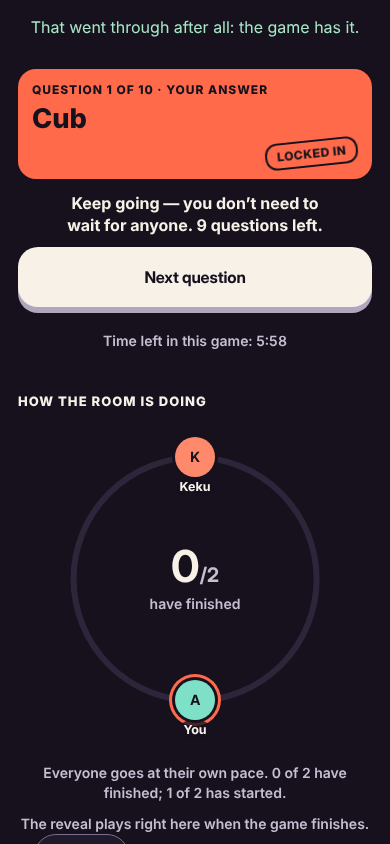 That went through after all: the game has it.
QUESTION 1 OF 10 · YOUR ANSWER
Cub
LOCKED IN
Keep going — you don’t need to
wait for anyone. 9 questions left.
Next question
Time left in this game: 5:58
HOW THE ROOM IS DOING
K
Keku
0/2
have finished
A
You
Everyone goes at their own pace. 0 of 2 have
finished; 1 of 2 has started.
The reveal plays right here when the game finishes.